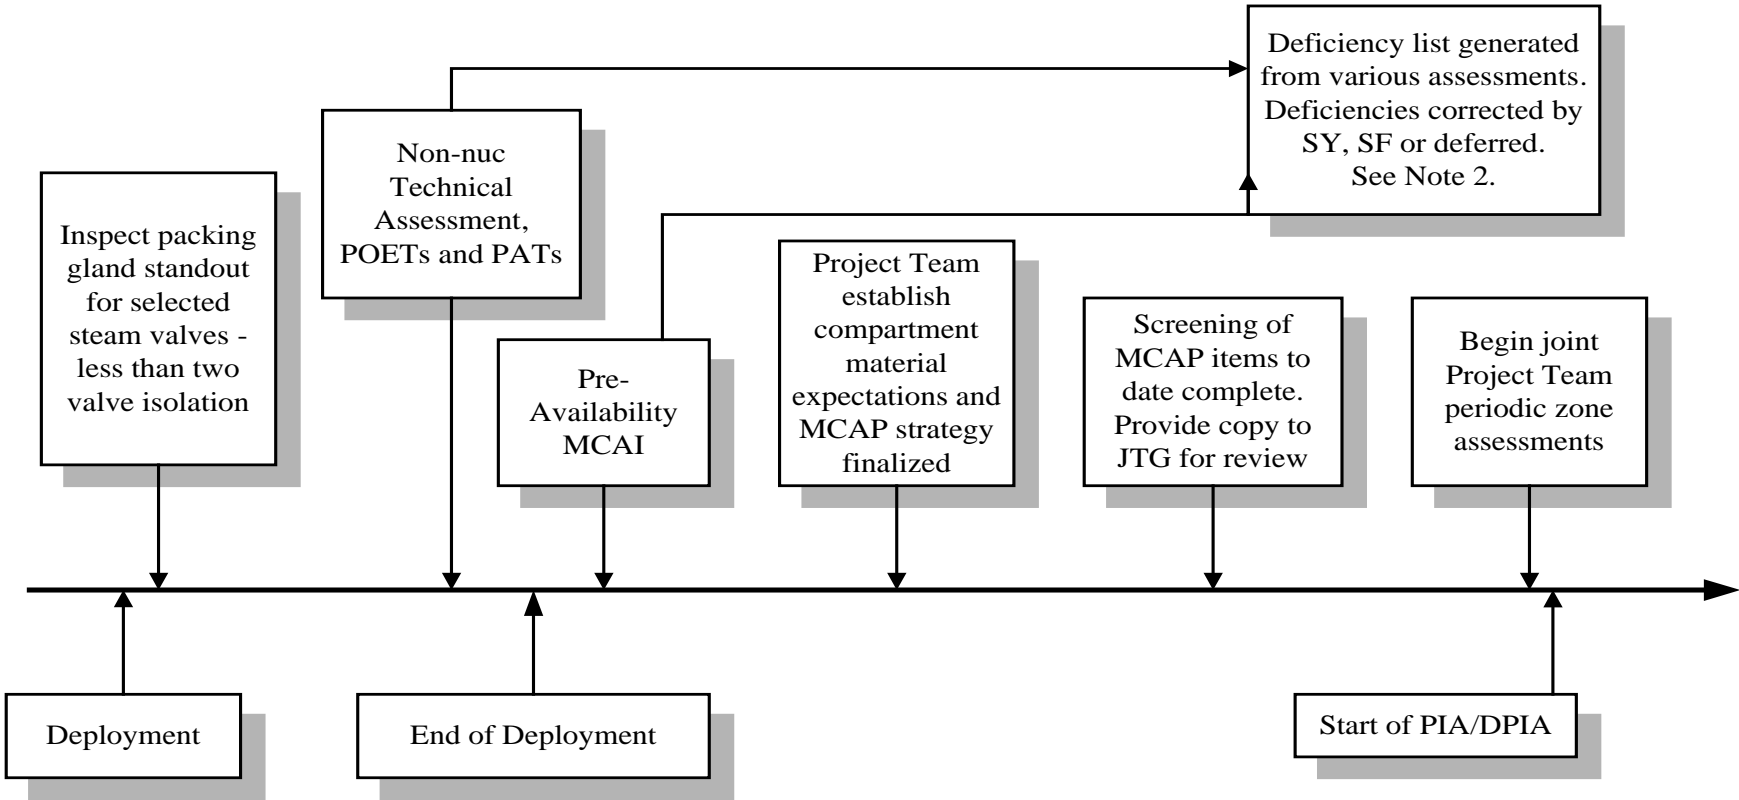 Deficiency list generated
from various assessments.
Deficiencies corrected by
SY, SF or deferred.
See Note 2.
Non-nuc
Technical
Assessment,
POETs and PATs
Inspect packing
gland standout
for selected
steam valves -
less than two
valve isolation
Pre-
Availability
MCAI
Project Team
establish
compartment
material
expectations and
MCAP strategy
finalized
Screening of
MCAP items to
date complete.
Provide copy to
JTG for review
Begin joint
Project Team
periodic zone
assessments
Deployment
End of Deployment
Start of PIA/DPIA